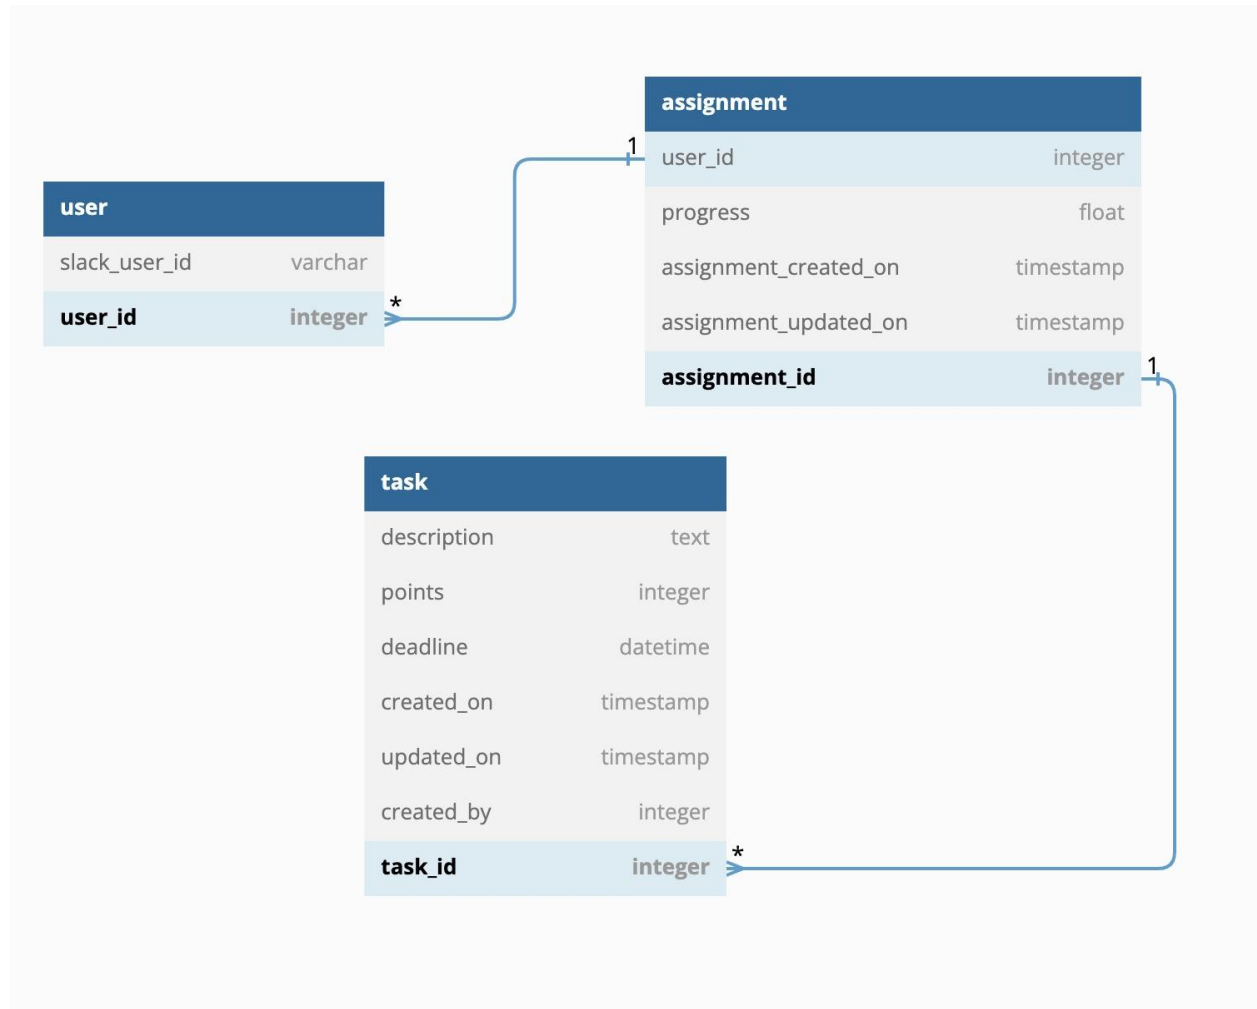 user
slack_user_id varchar
user_id integer
*
1
assignment
user_id integer
progress float
assignment_created_on timestamp
assignment_updated_on timestamp
assignment_id integer
1
task
description text
points integer
deadline datetime
created_on timestamp
updated_on timestamp
created_by integer
task_id integer
*